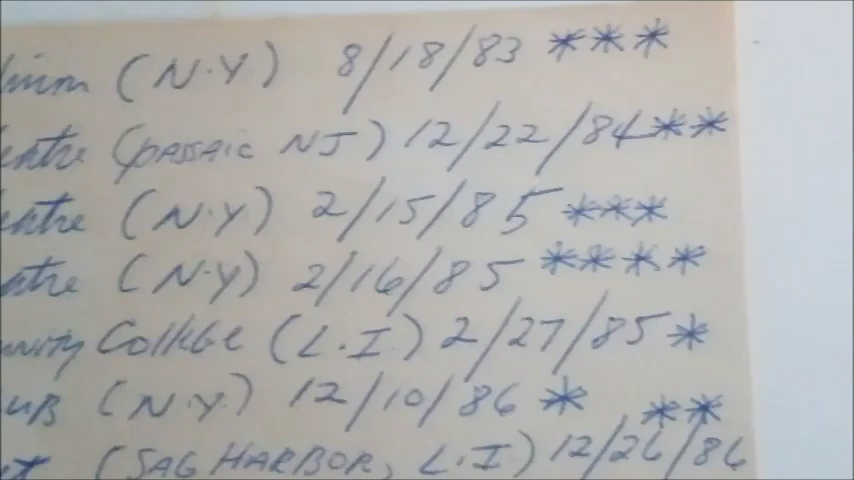 (N.Y) 8/18/83 ***
(PASSAIC NJ) 12/22/84 **
(N.Y) 2/15/85 ***
(N.Y) 2/16/85 ****
College (L.I) 2/27/85 *
(N.Y.) 12/10/86 *
(SAG HARBOR, L.I) 12/26/86 **